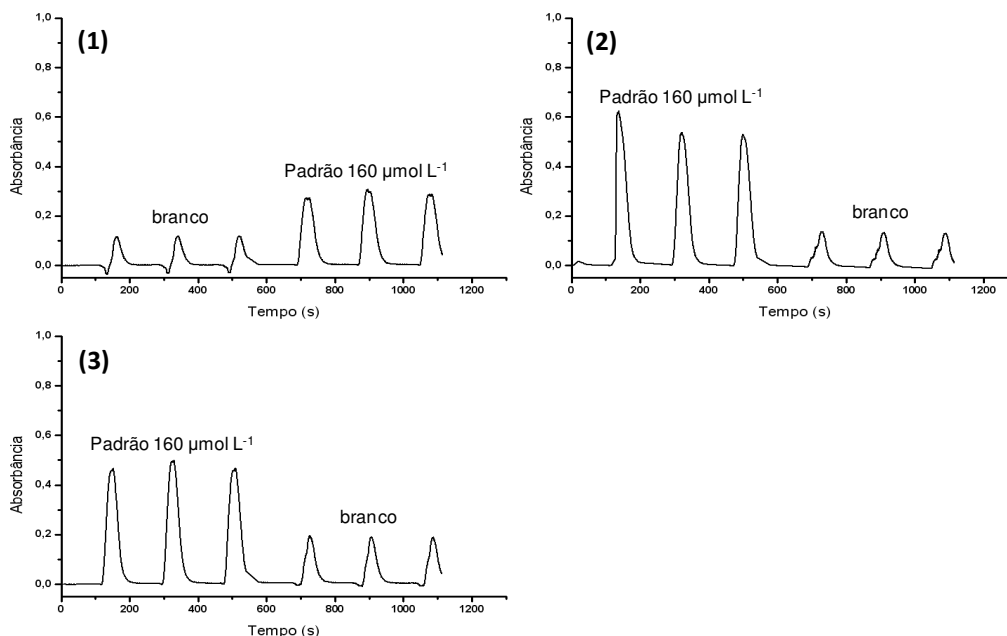 (1)
1,0
0,8
0,6
0,4
0,2
0,0
Absorbância
branco
Padrão 160 µmol L-1
0 200 400 600 800 1000 1200
Tempo (s)
(2)
1,0
0,8
0,6
0,4
0,2
0,0
Absorbância
Padrão 160 µmol L-1
branco
0 200 400 600 800 1000 1200
Tempo (s)
(3)
1,0
0,8
0,6
0,4
0,2
0,0
Absorbância
Padrão 160 µmol L-1
branco
0 200 400 600 800 1000 1200
Tempo (s)